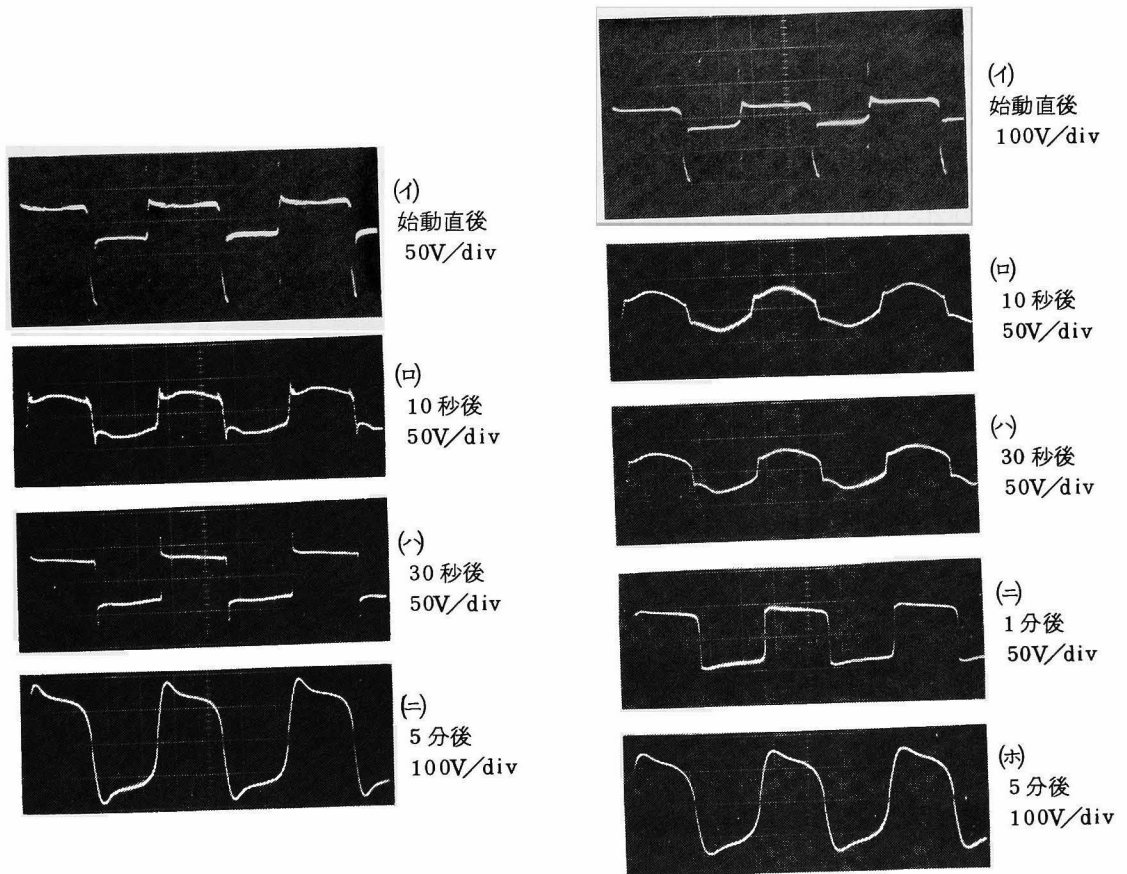 (イ)
始動直後
50V/div
(ロ)
10秒後
50V/div
(ハ)
30秒後
50V/div
(ニ)
5分後
100V/div
(イ)
始動直後
100V/div
(ロ)
10秒後
50V/div
(ハ)
30秒後
50V/div
(ニ)
1分後
50V/div
(ホ)
5分後
100V/div